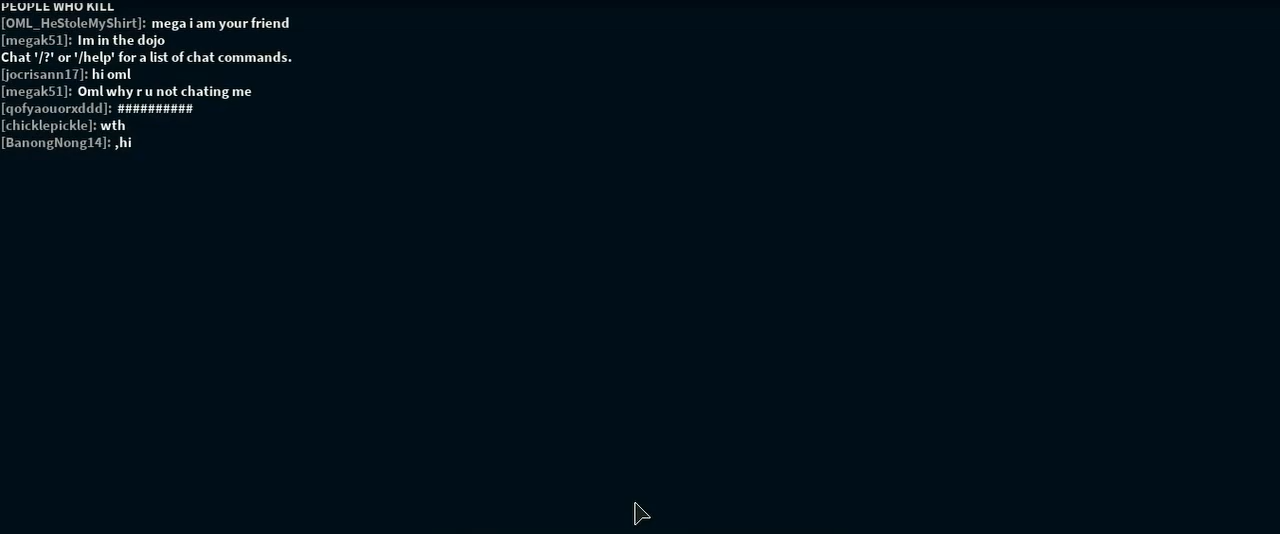 PEOPLE WHO KILL
[OML_HeStoleMyShirt]: mega i am your friend
[megak51]: Im in the dojo
Chat '/?' or '/help' for a list of chat commands.
[jocrisann17]: hi oml
[megak51]: Oml why r u not chating me
[qofyaouorxddd]: ##########
[chicklepickle]: wth
[BanongNong14]: ,hi